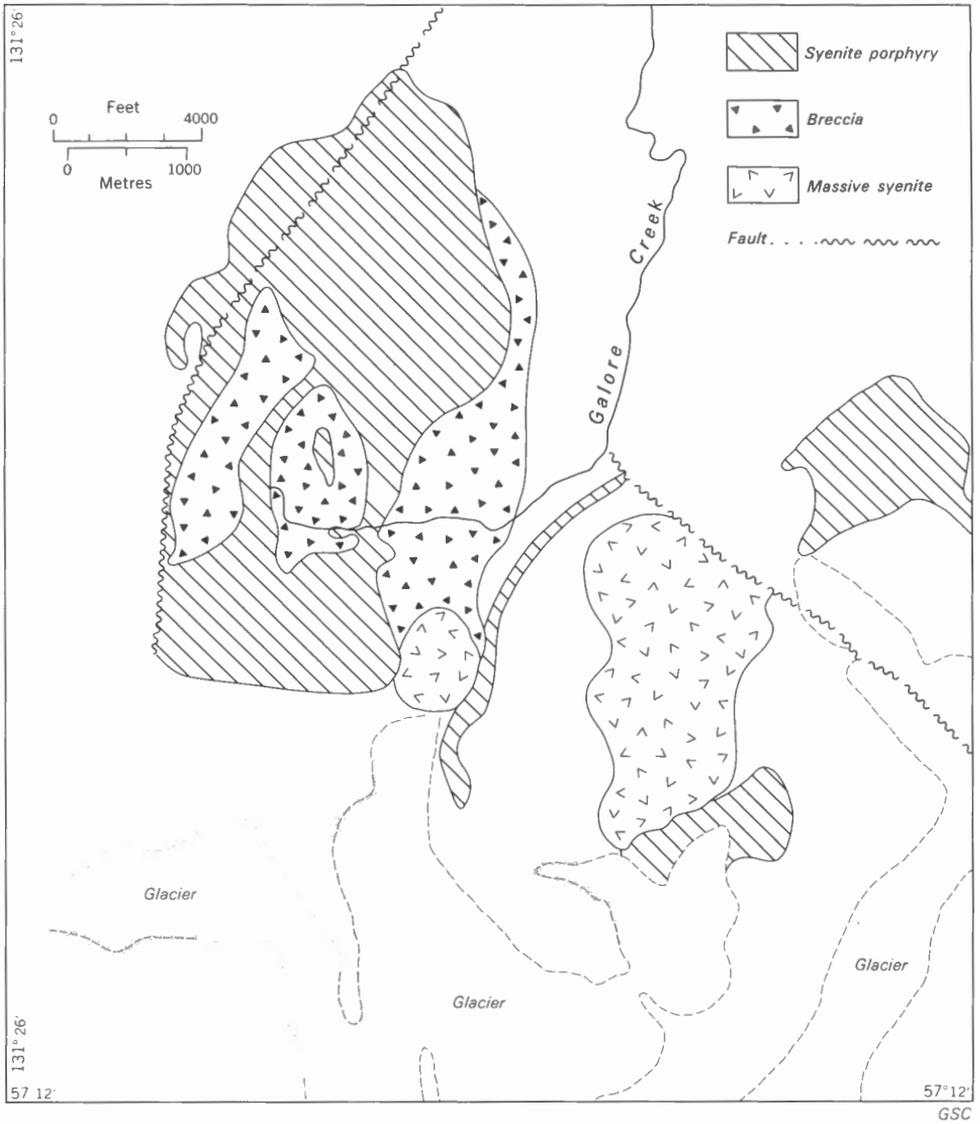 131° 26'
Feet
0 4000
0 1000
Metres
Syenite porphyry
Breccia
Massive syenite
Fault....
Galore Creek
Glacier
Glacier
Glacier
131° 26'
57 12'
57°12'
GSC